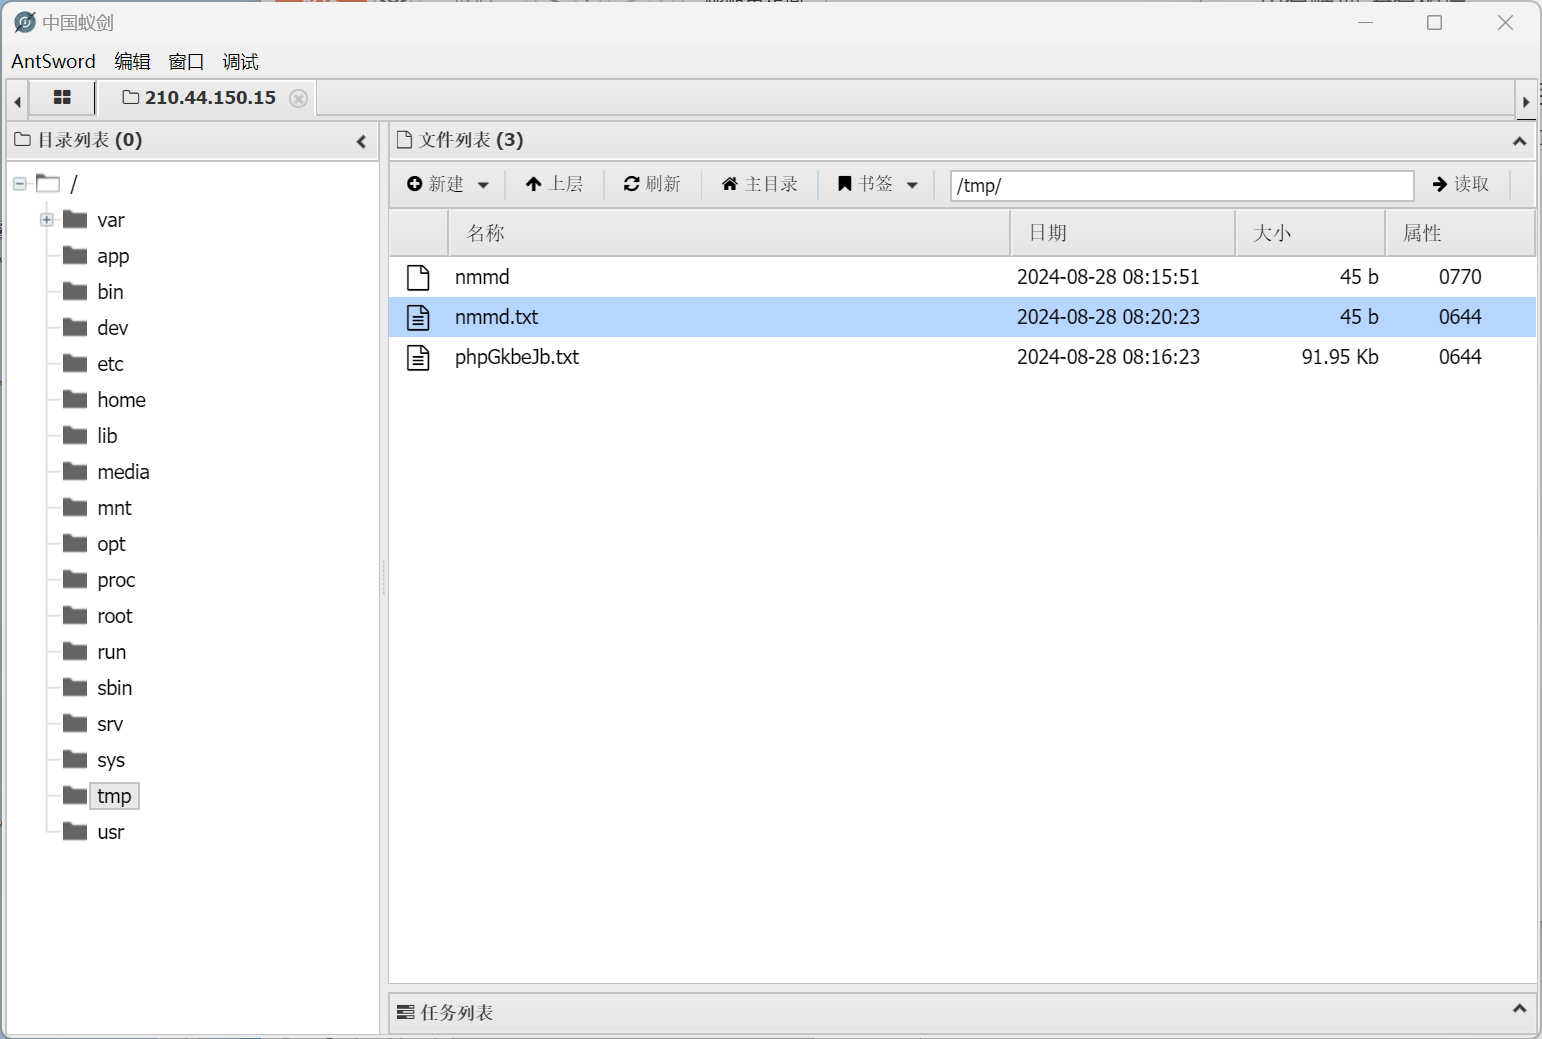 中国蚁剑
AntSword 编辑 窗口 调试
210.44.150.15
目录列表 (0)
/
var
app
bin
dev
etc
home
lib
media
mnt
opt
proc
root
run
sbin
srv
sys
tmp
usr
文件列表 (3)
新建 上层 刷新 主目录 书签 /tmp/ 读取
名称 日期 大小 属性
nmmd 2024-08-28 08:15:51 45 b 0770
nmmd.txt 2024-08-28 08:20:23 45 b 0644
phpGkbeJb.txt 2024-08-28 08:16:23 91.95 Kb 0644
任务列表